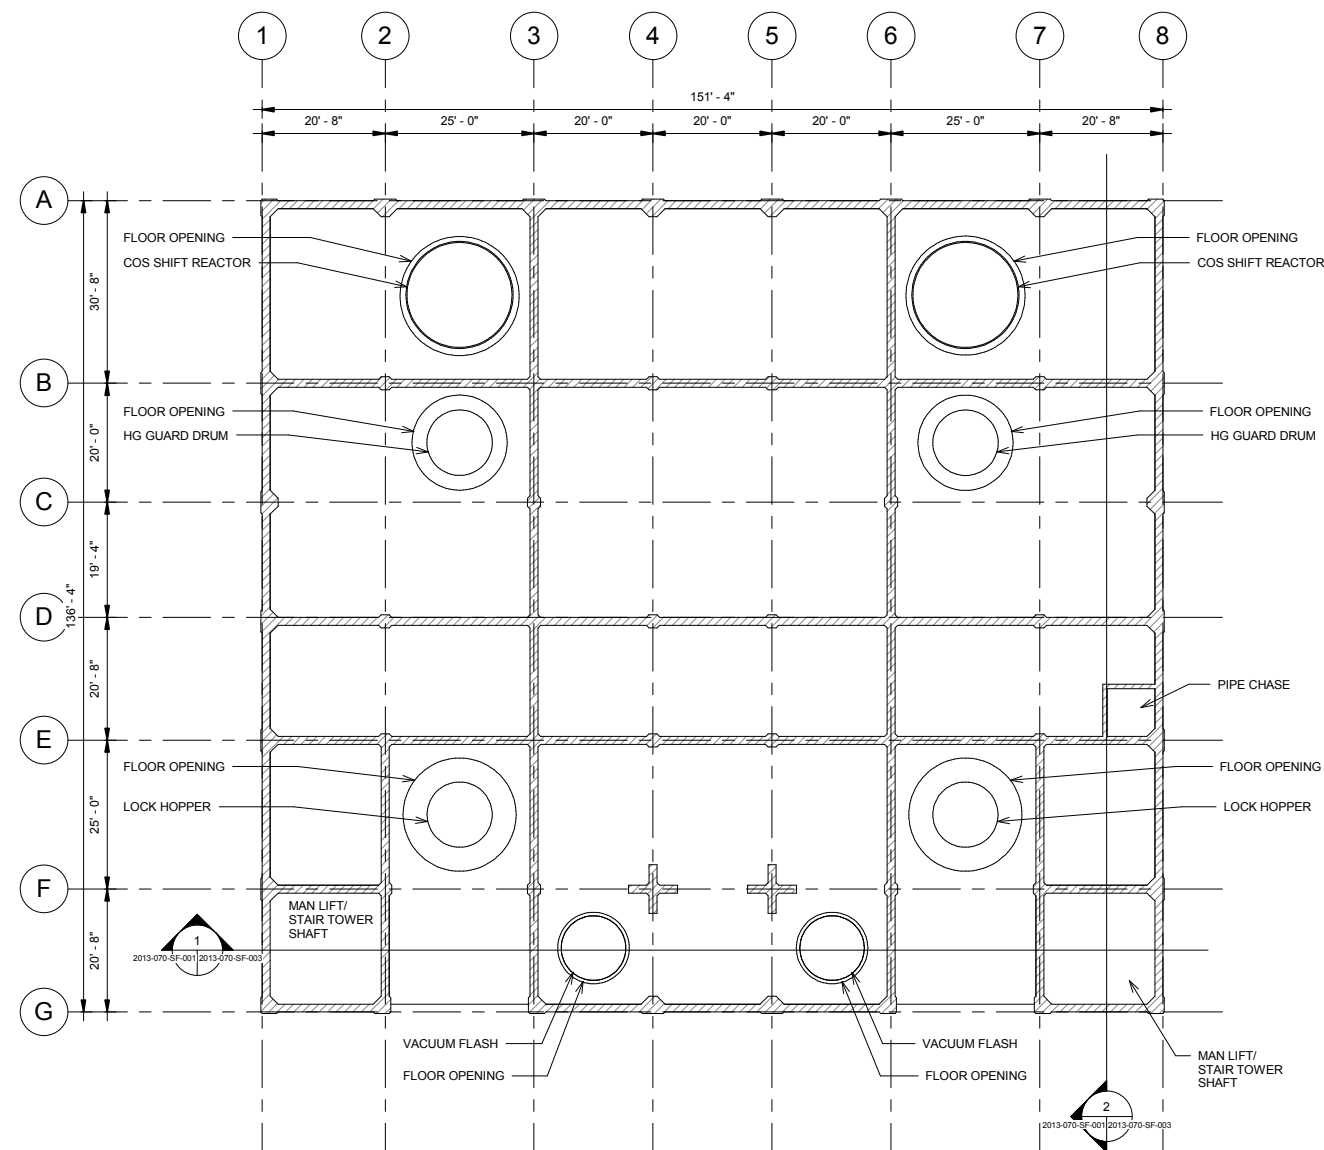 1 2 3 4 5 6 7 8
151' - 4"
20' - 8" 25' - 0" 20' - 0" 20' - 0" 20' - 0" 25' - 0" 20' - 8"
A
FLOOR OPENING FLOOR OPENING
COS SHIFT REACTOR COS SHIFT REACTOR
30' - 8"
B
FLOOR OPENING FLOOR OPENING
HG GUARD DRUM HG GUARD DRUM
20' - 0"
C
19' - 4"
136' - 4"
D
20' - 8"
PIPE CHASE
E
FLOOR OPENING FLOOR OPENING
LOCK HOPPER LOCK HOPPER
25' - 0"
F
MAN LIFT/
STAIR TOWER
SHAFT
1
2013-070-SF-001 2013-070-SF-003
20' - 8"
G
VACUUM FLASH VACUUM FLASH
FLOOR OPENING FLOOR OPENING
MAN LIFT/
STAIR TOWER
SHAFT
2
2013-070-SF-001 2013-070-SF-003